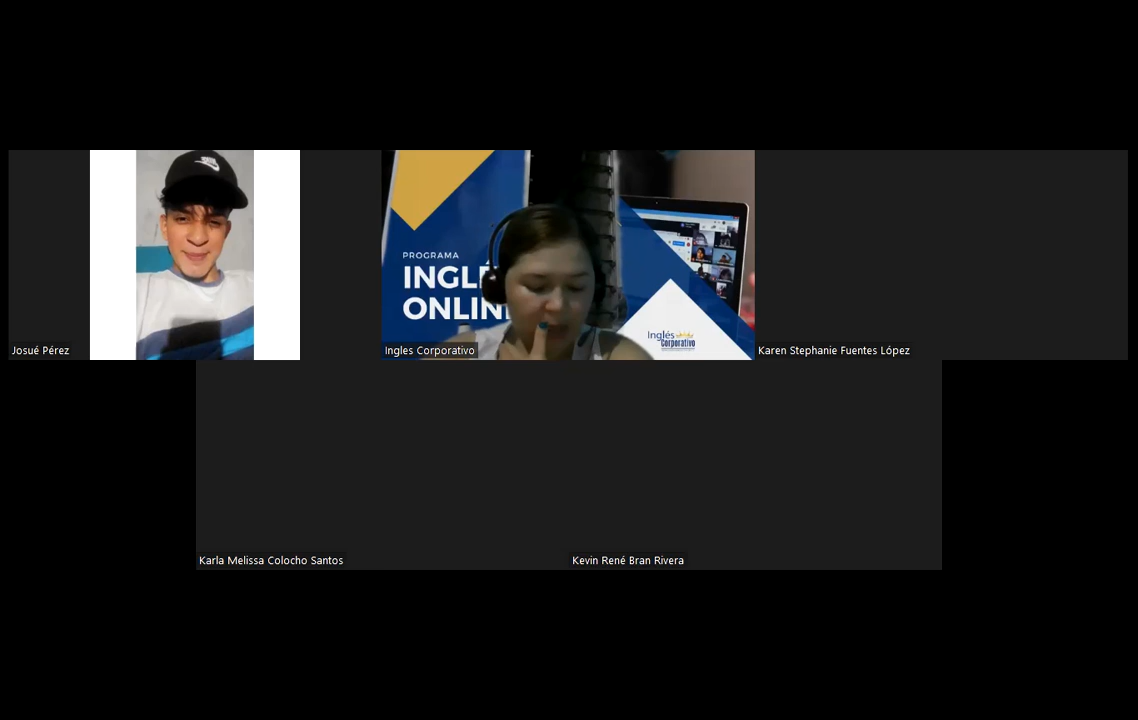 PROGRAMA
INGLÉ
ONLINE
Inglés
Corporativo
Josué Pérez
Ingles Corporativo
Karen Stephanie Fuentes López
Karla Melissa Colocho Santos
Kevin René Bran Rivera